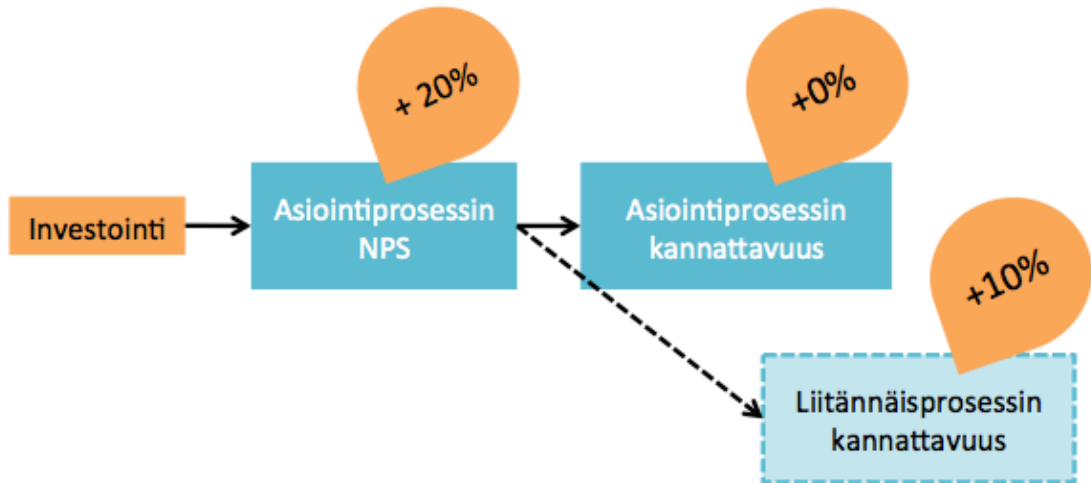 + 20%
+0%
Investointi
Asiointiprosessin
NPS
Asiointiprosessin
kannattavuus
+10%
Liitännäisprosessin
kannattavuus